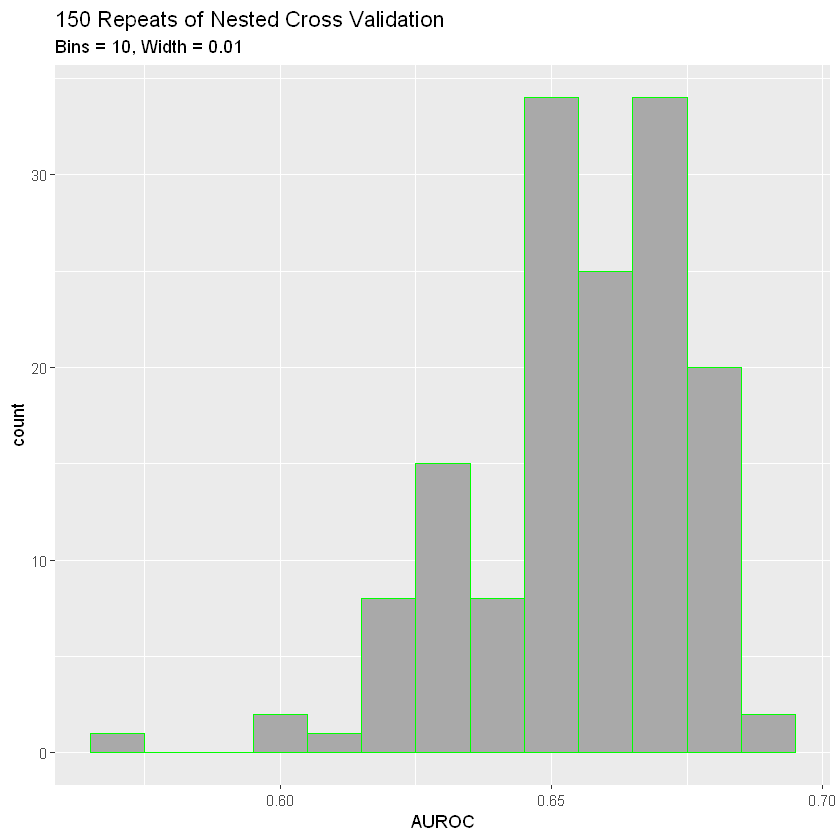 150 Repeats of Nested Cross Validation
Bins = 10, Width = 0.01
30
20
10
0
count
0.60 0.65 0.70
AUROC